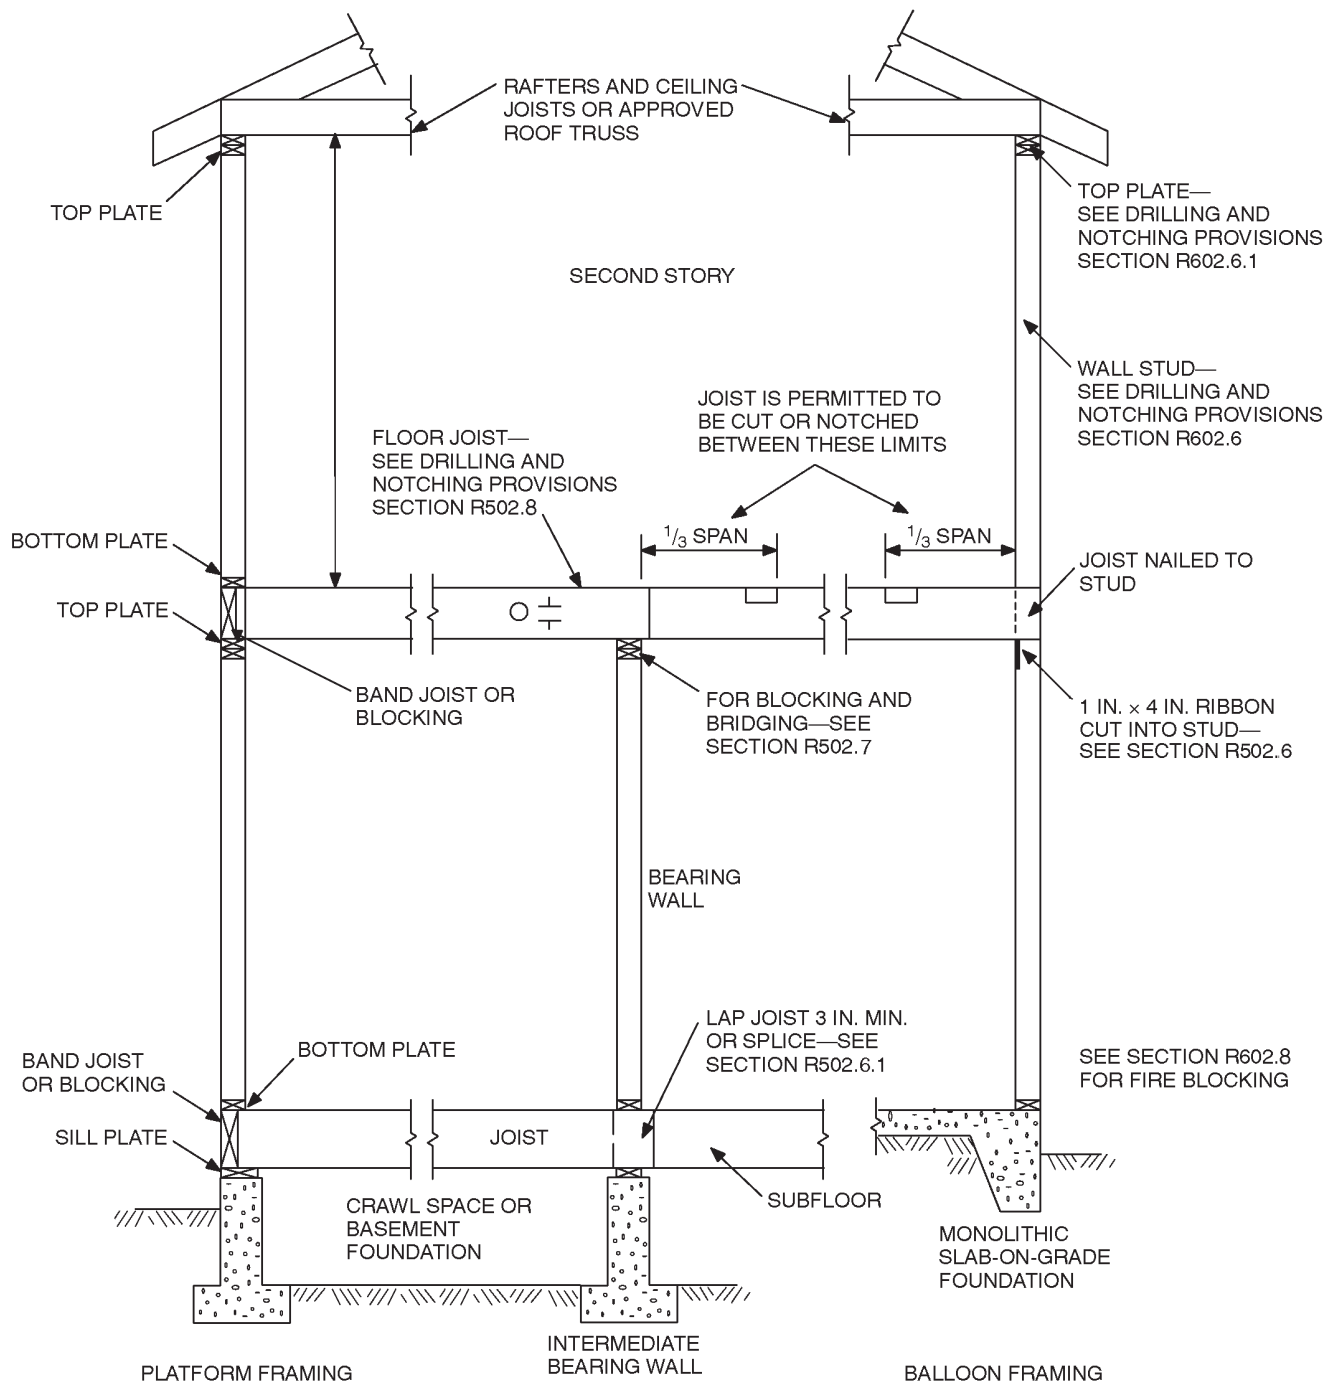 RAFTERS AND CEILING
JOISTS OR APPROVED
ROOF TRUSS
TOP PLATE
TOP PLATE—
SEE DRILLING AND
NOTCHING PROVISIONS
SECTION R602.6.1
SECOND STORY
WALL STUD—
SEE DRILLING AND
NOTCHING PROVISIONS
SECTION R602.6
JOIST IS PERMITTED TO
BE CUT OR NOTCHED
BETWEEN THESE LIMITS
FLOOR JOIST—
SEE DRILLING AND
NOTCHING PROVISIONS
SECTION R502.8
1/3 SPAN
1/3 SPAN
BOTTOM PLATE
JOIST NAILED TO
STUD
TOP PLATE
BAND JOIST OR
BLOCKING
FOR BLOCKING AND
BRIDGING—SEE
SECTION R502.7
1 IN. × 4 IN. RIBBON
CUT INTO STUD—
SEE SECTION R502.6
BEARING
WALL
LAP JOIST 3 IN. MIN.
OR SPLICE—SEE
SECTION R502.6.1
BOTTOM PLATE
BAND JOIST
OR BLOCKING
SEE SECTION R602.8
FOR FIRE BLOCKING
SILL PLATE
JOIST
SUBFLOOR
CRAWL SPACE OR
BASEMENT
FOUNDATION
MONOLITHIC
SLAB-ON-GRADE
FOUNDATION
INTERMEDIATE
BEARING WALL
PLATFORM FRAMING
BALLOON FRAMING